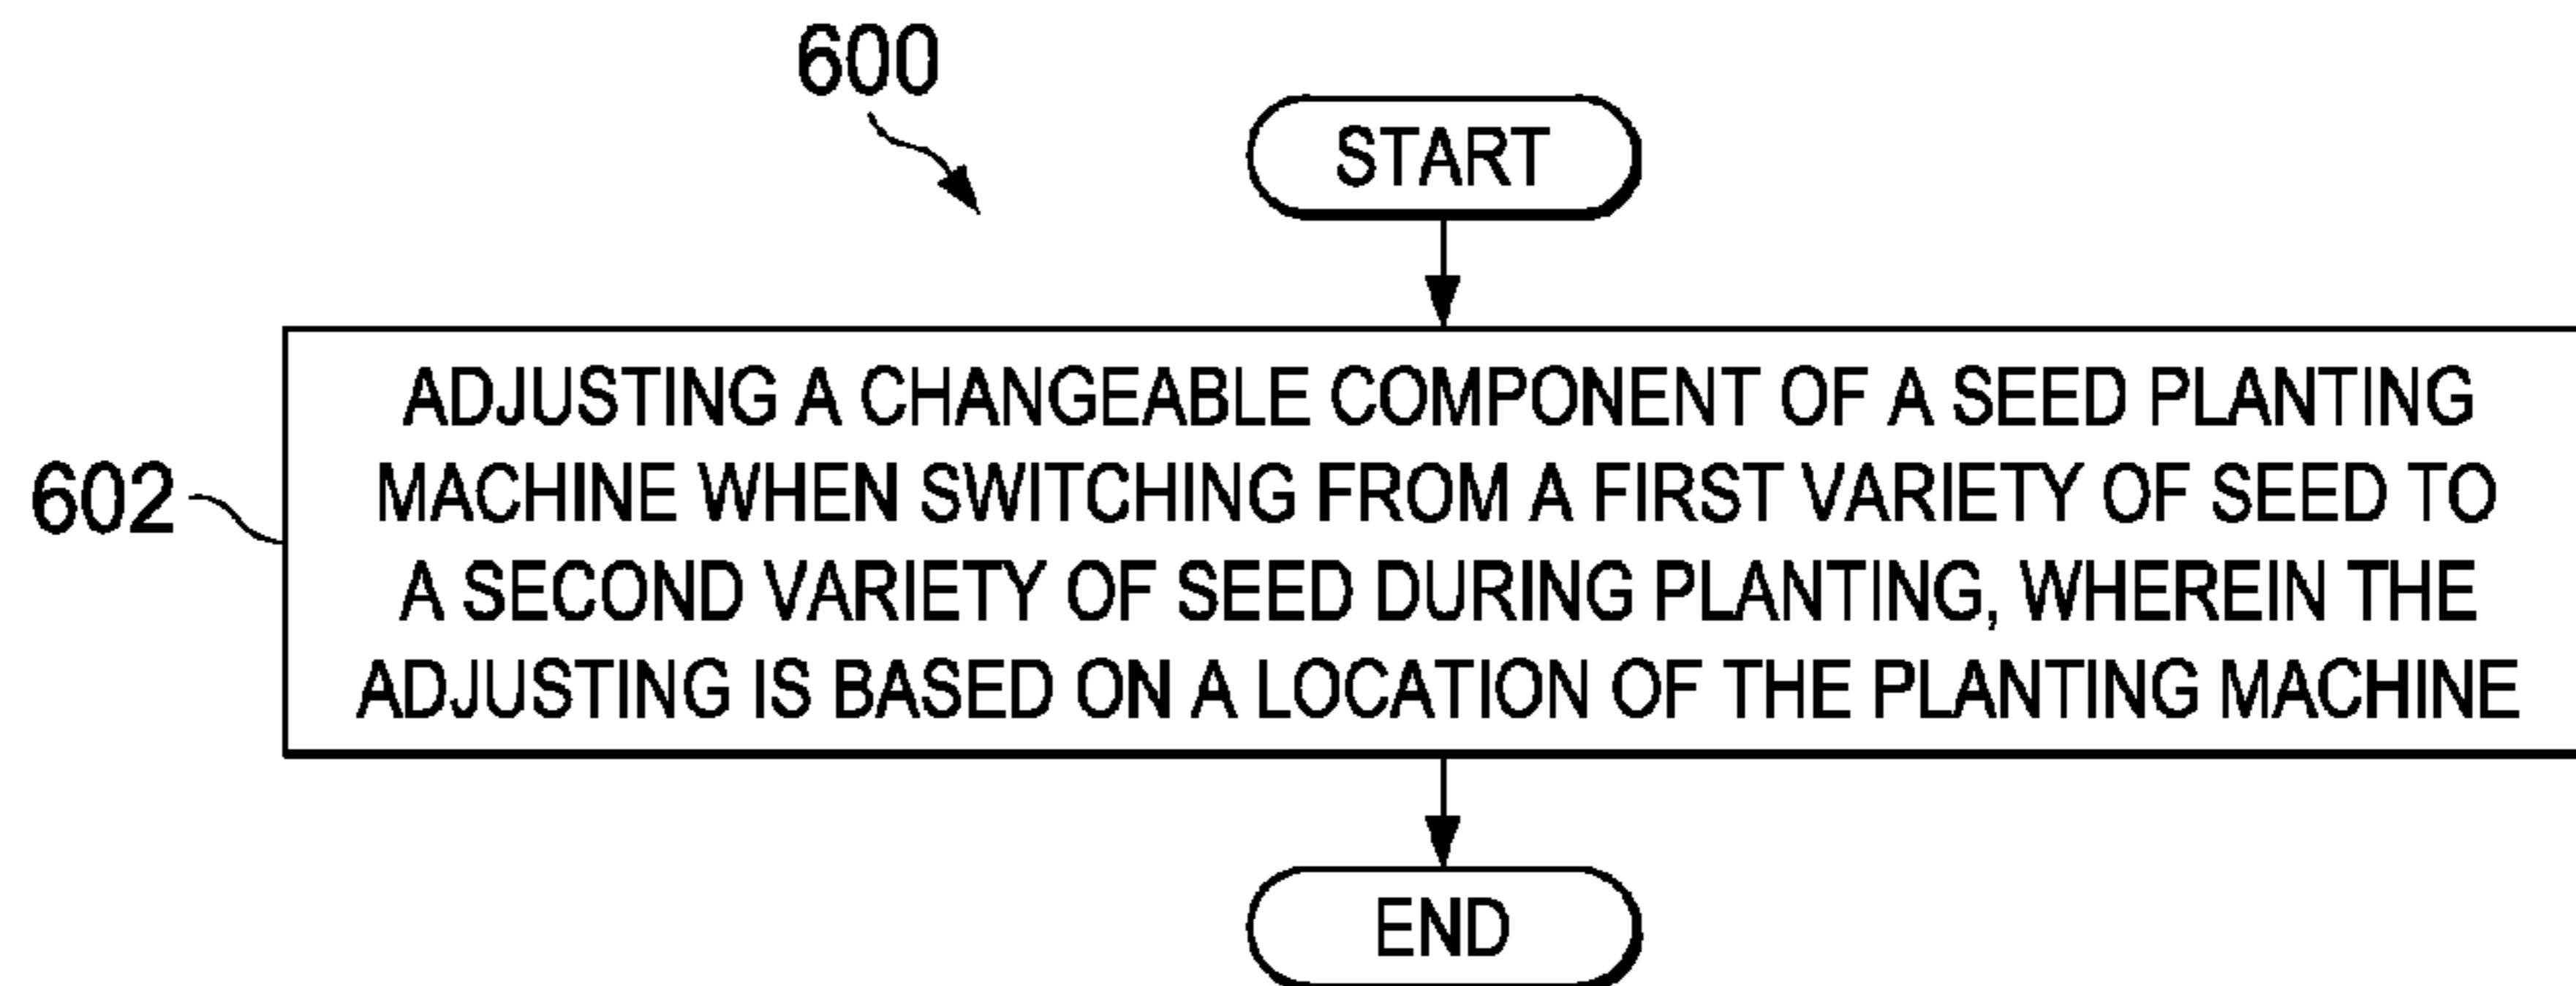 600
START
602
ADJUSTING A CHANGEABLE COMPONENT OF A SEED PLANTING
MACHINE WHEN SWITCHING FROM A FIRST VARIETY OF SEED TO
A SECOND VARIETY OF SEED DURING PLANTING, WHEREIN THE
ADJUSTING IS BASED ON A LOCATION OF THE PLANTING MACHINE
END